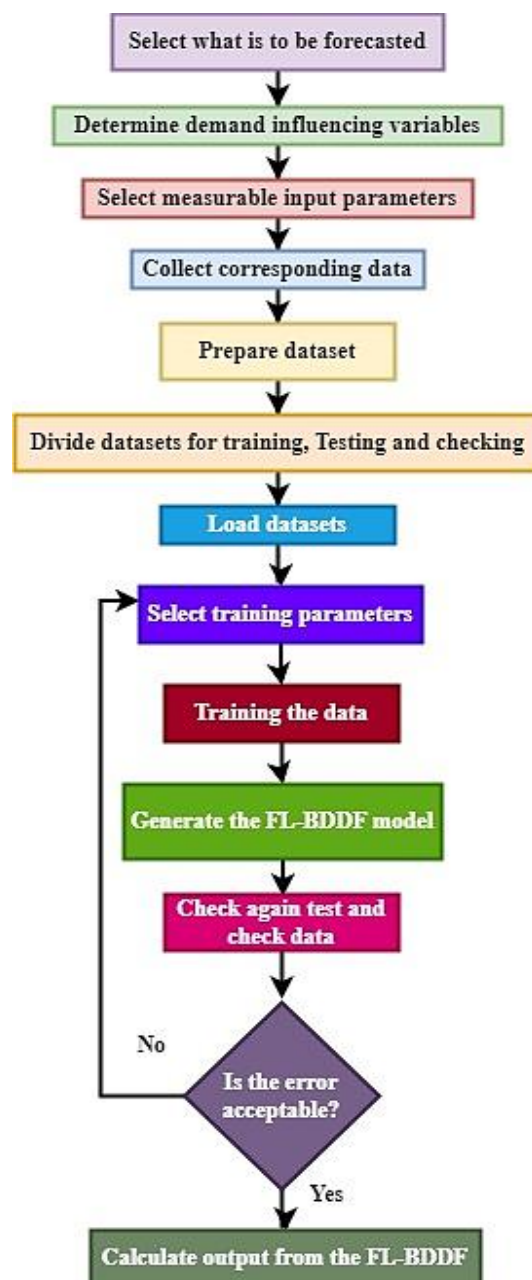 Select what is to be forecasted
Determine demand influencing variables
Select measurable input parameters
Collect corresponding data
Prepare dataset
Divide datasets for training, Testing and checking
Load datasets
Select training parameters
Training the data
Generate the FL-BDDF model
Check again test and
check data
No
Is the error
acceptable?
Yes
Calculate output from the FL-BDDF